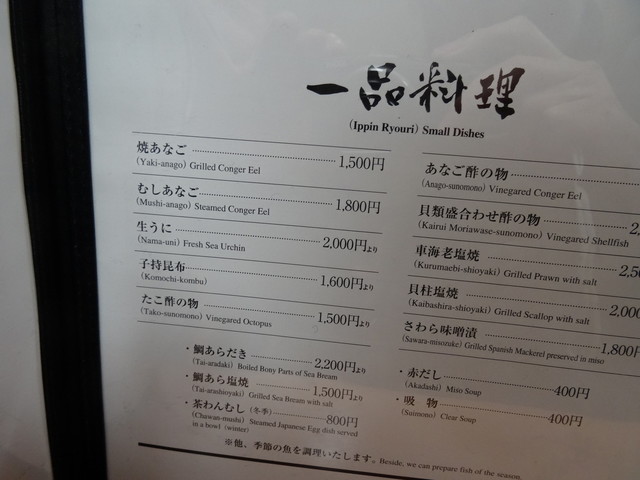 一品料理
(Ippin Ryouri) Small Dishes
焼あなご 1,500円
(Yaki-anago) Grilled Conger Eel
むしあなご 1,800円
(Mushi-anago) Steamed Conger Eel
生うに 2,000円より
(Nama-uni) Fresh Sea Urchin
子持昆布 1,600円より
(Komochi-kombu)
たこ酢の物 1,500円より
(Tako-sunomono) Vinegared Octopus
・鯛あらだき 2,200円より
(Tai-aradaki) Boiled Bony Parts of Sea Bream
・鯛あら塩焼 1,500円より
(Tai-arashioyaki) Grilled Sea Bream with salt
・茶わんむし (冬季) 800円
(Chawan-mushi) Steamed Japanese Egg dish served
in a bowl (winter)
あなご酢の物
(Anago-sunomono) Vinegared Conger Eel
貝類盛合わせ酢の物 2,
(Kairui Moriawase-sunomono) Vinegared Shellfish
車海老塩焼 2,50
(Kurumaebi-shioyaki) Grilled Prawn with salt
貝柱塩焼 2,000
(Kaibashira-shioyaki) Grilled Scallop with salt
さわら味噌漬 1,800円
(Sawara-misozuke) Grilled Spanish Mackerel preserved in miso
・赤だし 400円
(Akadashi) Miso Soup
・吸 物 400円
(Suimono) Clear Soup
※他、季節の魚を調理いたします。Beside, we can prepare fish of the season.